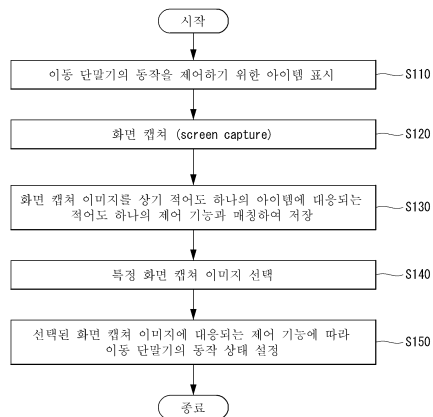 시작
이동 단말기의 동작을 제어하기 위한 아이템 표시
S110
화면 캡쳐 (screen capture)
S120
화면 캡쳐 이미지를 상기 적어도 하나의 아이템에 대응되는
적어도 하나의 제어 기능과 매칭하여 저장
S130
특정 화면 캡쳐 이미지 선택
S140
선택된 화면 캡쳐 이미지에 대응되는 제어 기능에 따라
이동 단말기의 동작 상태 설정
S150
종료